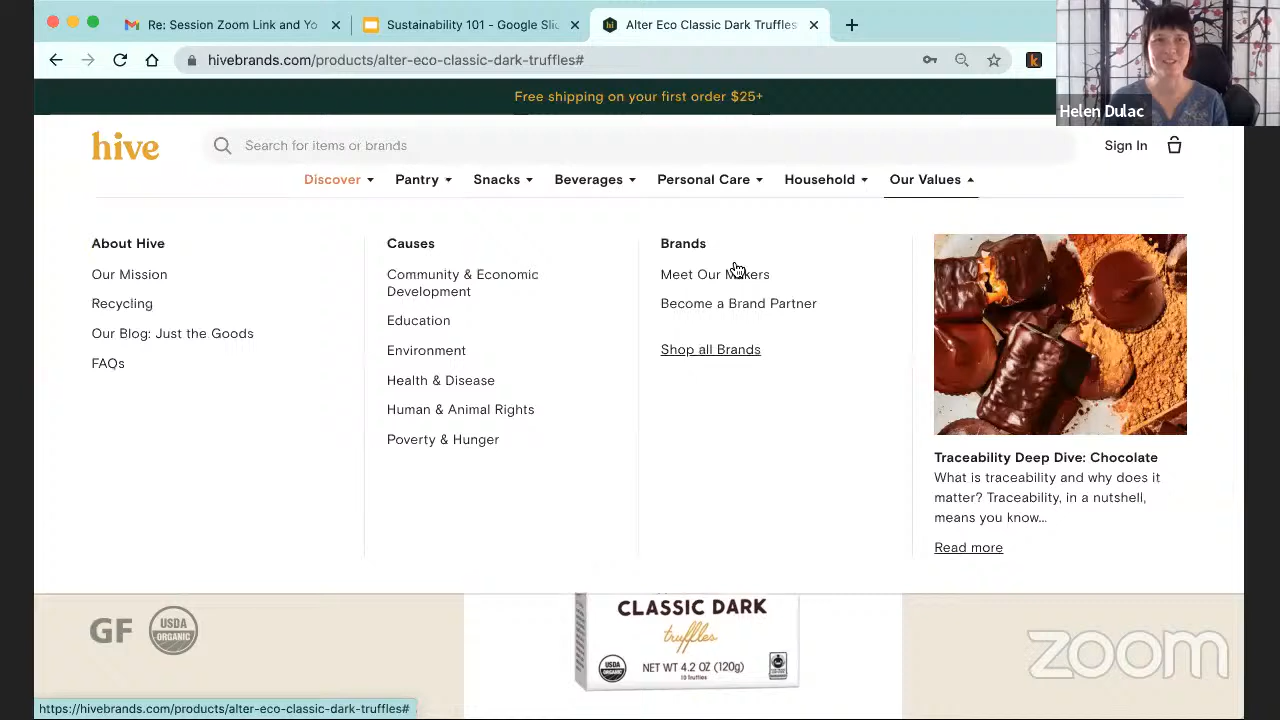 Re: Session Zoom Link and Yo
Sustainability 101 - Google Slid
Alter Eco Classic Dark Truffles
hivebrands.com/products/alter-eco-classic-dark-truffles#
Helen Dulac
Free shipping on your first order $25+
hive
Search for items or brands
Sign In
Discover
Pantry
Snacks
Beverages
Personal Care
Household
Our Values
About Hive
Our Mission
Recycling
Our Blog: Just the Goods
FAQs
Causes
Community & Economic
Development
Education
Environment
Health & Disease
Human & Animal Rights
Poverty & Hunger
Brands
Meet Our Makers
Become a Brand Partner
Shop all Brands
Traceability Deep Dive: Chocolate
What is traceability and why does it
matter? Traceability, in a nutshell,
means you know...
Read more
GF
USDA
ORGANIC
CLASSIC DARK
truffles
USDA
ORGANIC
NET WT 4.2 OZ (120g)
10 truffles
zoom
https://hivebrands.com/products/alter-eco-classic-dark-truffles#